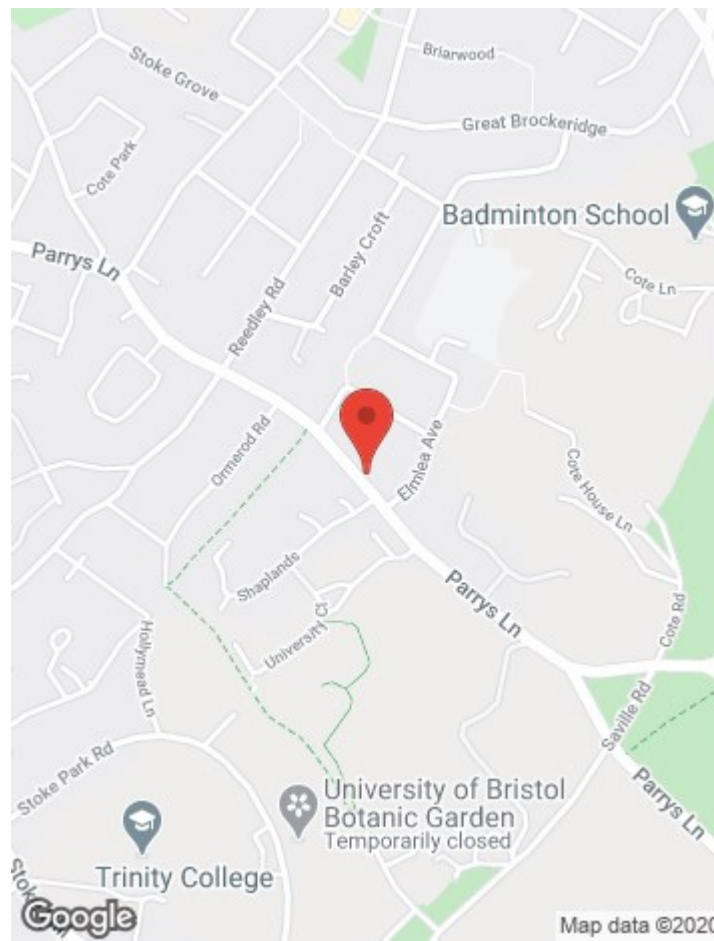 Briarwood
Stoke Grove
Great Brockeridge
Cote Park
Badminton School
Barley Croft
Parrys Ln
Cote Ln
Reedley Rd
Ormerod Rd
Elmlea Ave
Cote House Ln
Shaplands
Parrys Ln
University Cl
Cote Rd
Hollymead Ln
Saville Rd
Stoke Park Rd
University of Bristol
Botanic Garden
Temporarily closed
Parrys Ln
Trinity College
Stoke
Google
Map data ©2020